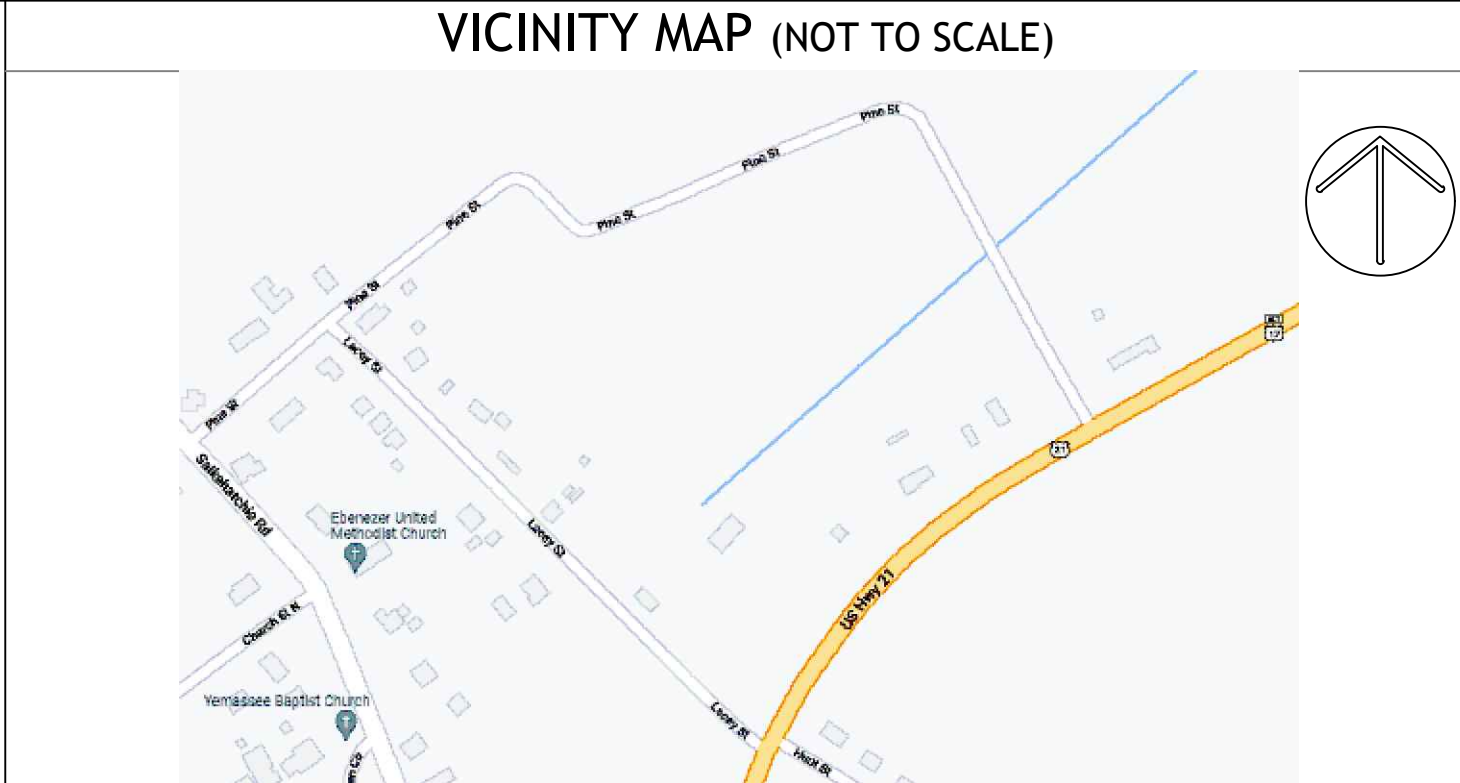 VICINITY MAP (NOT TO SCALE)
Pine St
Pine St
Pine St
Pine St
Pine St
Pine St
Lacey St
Salkehatchie Rd
Ebenezer United
Methodist Church
Lacey St
17
21
US Hwy 21
Church St N
Yemassee Baptist Church
Lacey St
Hunt St